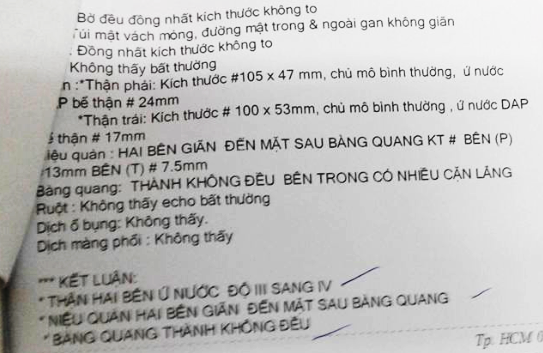 Bờ đều đồng nhất kích thước không to
Túi mật vách mỏng, đường mật trong & ngoài gan không giãn
. Đồng nhất kích thước không to
Không thấy bất thường
n :*Thận phải: Kích thước #105 x 47 mm, chủ mô bình thường, ứ nước
P bể thận # 24mm
*Thận trái: Kích thước # 100 x 53mm, chủ mô bình thường , ứ nước DAP
ể thận # 17mm
iệu quản : HAI BÊN GIÃN ĐẾN MẶT SAU BÀNG QUANG KT # BÊN (P)
13mm BÊN (T) # 7.5mm
Bàng quang: THÀNH KHÔNG ĐỀU BÊN TRONG CÓ NHIỀU CẶN LẮNG
Ruột : Không thấy echo bất thường
Dịch ổ bụng: Không thấy.
Dịch màng phổi : Không thấy
*** KẾT LUẬN:
* THẬN HAI BÊN Ứ NƯỚC ĐỘ III SANG IV
* NIỆU QUẢN HAI BÊN GIÃN ĐẾN MẶT SAU BÀNG QUANG
* BÀNG QUANG THÀNH KHÔNG ĐỀU
Tp. HCM 0